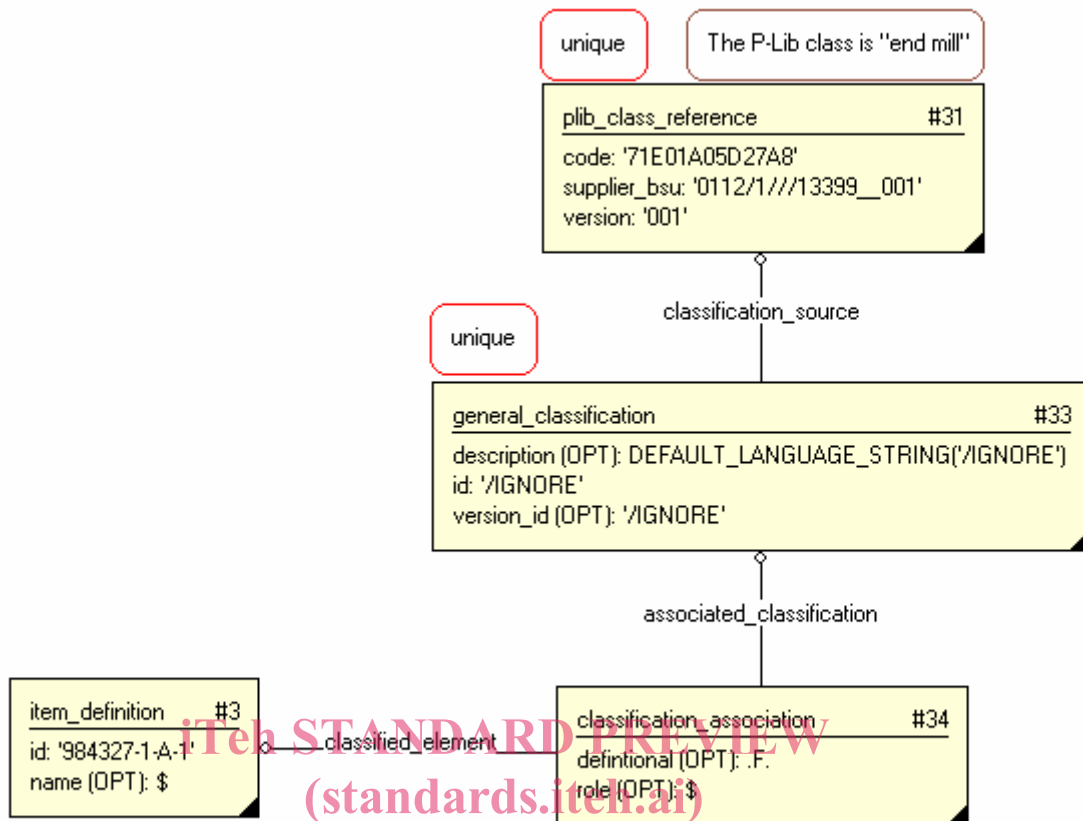 unique
The P-Lib class is "end mill"
plib_class_reference #31
code: '71E01A05D27A8'
supplier_bsu: '0112/1///13399__001'
version: '001'
classification_source
unique
general_classification #33
description (OPT): DEFAULT_LANGUAGE_STRING('/IGNORE')
id: '/IGNORE'
version_id (OPT): '/IGNORE'
associated_classification
item_definition #3
id: '984327-1-A-1'
name (OPT): $
classified_element
classification_association #34
defintional (OPT): .F.
role (OPT): $
iTeh STANDARD PREVIEW
(standards.iteh.ai)